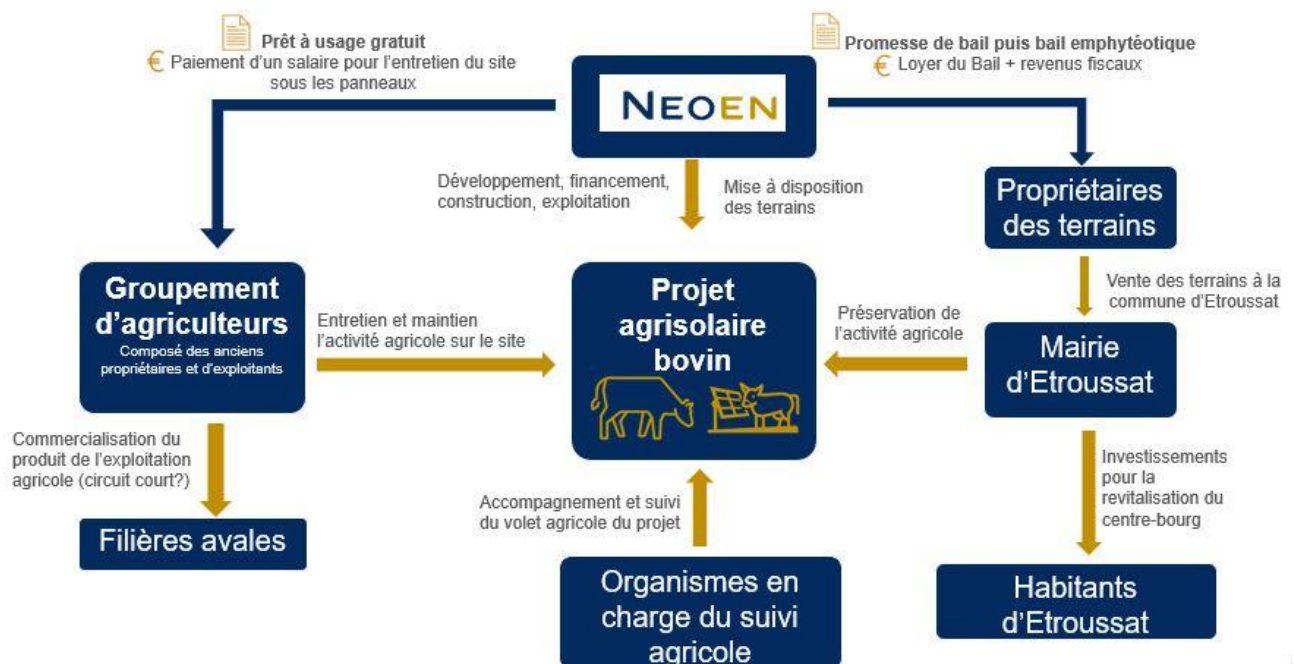 Prêt à usage gratuit
€ Paiement d'un salaire pour l'entretien du site
sous les panneaux
Promesse de bail puis bail emphytéotique
€ Loyer du Bail + revenus fiscaux
NEOEN
Développement, financement,
construction, exploitation
Mise à disposition
des terrains
Propriétaires
des terrains
Groupement
d'agriculteurs
Composé des anciens
propriétaires et d'exploitants
Entretien et maintien
l'activité agricole sur le site
Projet
agrisolaire
bovin
Préservation de
l'activité agricole
Vente des terrains à la
commune d'Etroussat
Mairie
d'Etroussat
Commercialisation du
produit de l'exploitation
agricole (circuit court?)
Filières avales
Accompagnement et suivi
du volet agricole du projet
Organismes en
charge du suivi
agricole
Investissements
pour la
revitalisation du
centre-bourg
Habitants
d'Etroussat